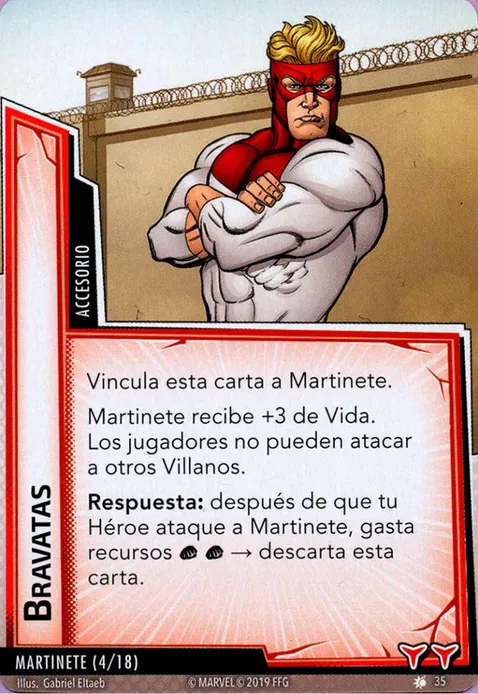 ACCESORIO
Vincula esta carta a Martinete.
Martinete recibe +3 de Vida.
Los jugadores no pueden atacar
a otros Villanos.
Respuesta: después de que tu
Héroe ataque a Martinete, gasta
recursos → descarta esta
carta.
BRAVATAS
MARTINETE (4/18)
Illus. Gabriel Eltaeb
© MARVEL © 2019 FFG
35